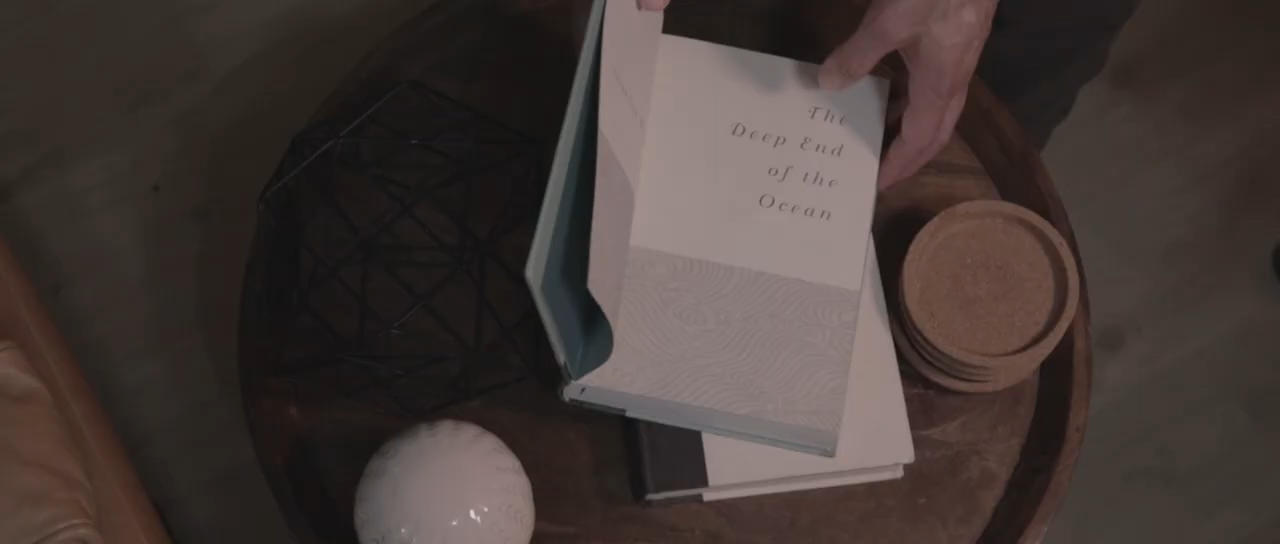 The
Deep End
of the
Ocean